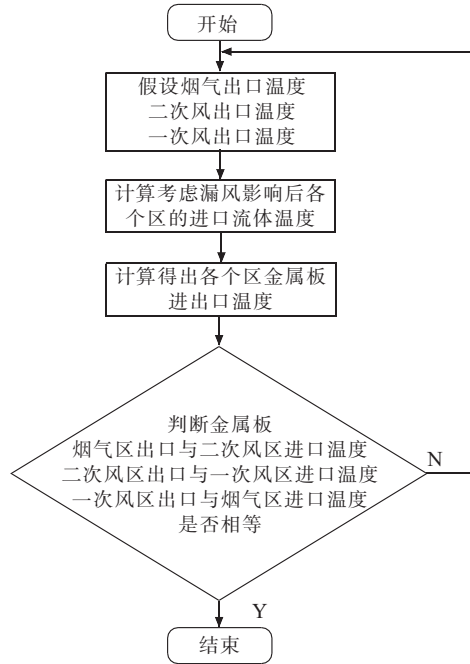 开始
假设烟气出口温度
二次风出口温度
一次风出口温度
计算考虑漏风影响后各
个区的进口流体温度
计算得出各个区金属板
进出口温度
判断金属板
烟气区出口与二次风区进口温度
二次风区出口与一次风区进口温度
一次风区出口与烟气区进口温度
是否相等
N
Y
结束